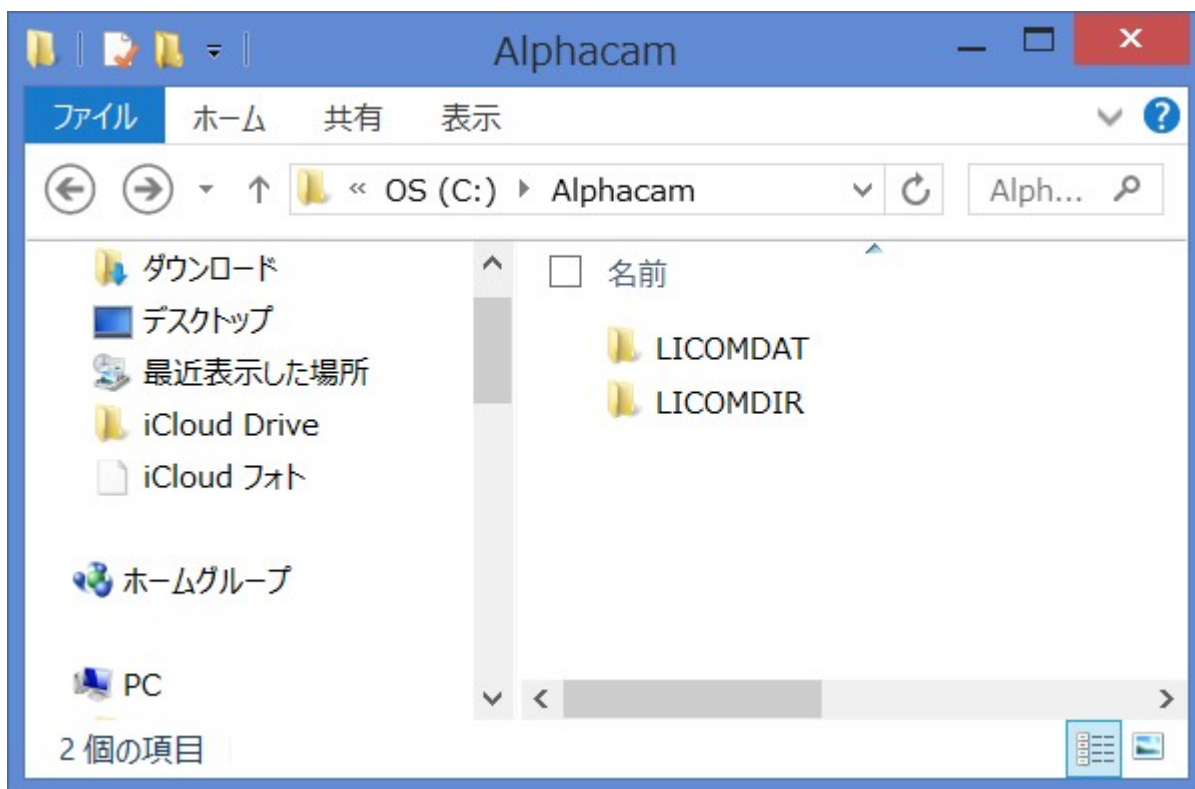 Alphacam
ファイル ホーム 共有 表示
« OS (C:) Alphacam Alph...
ダウンロード
デスクトップ
最近表示した場所
iCloud Drive
iCloud フォト
ホームグループ
PC
名前
LICOMDAT
LICOMDIR
2 個の項目